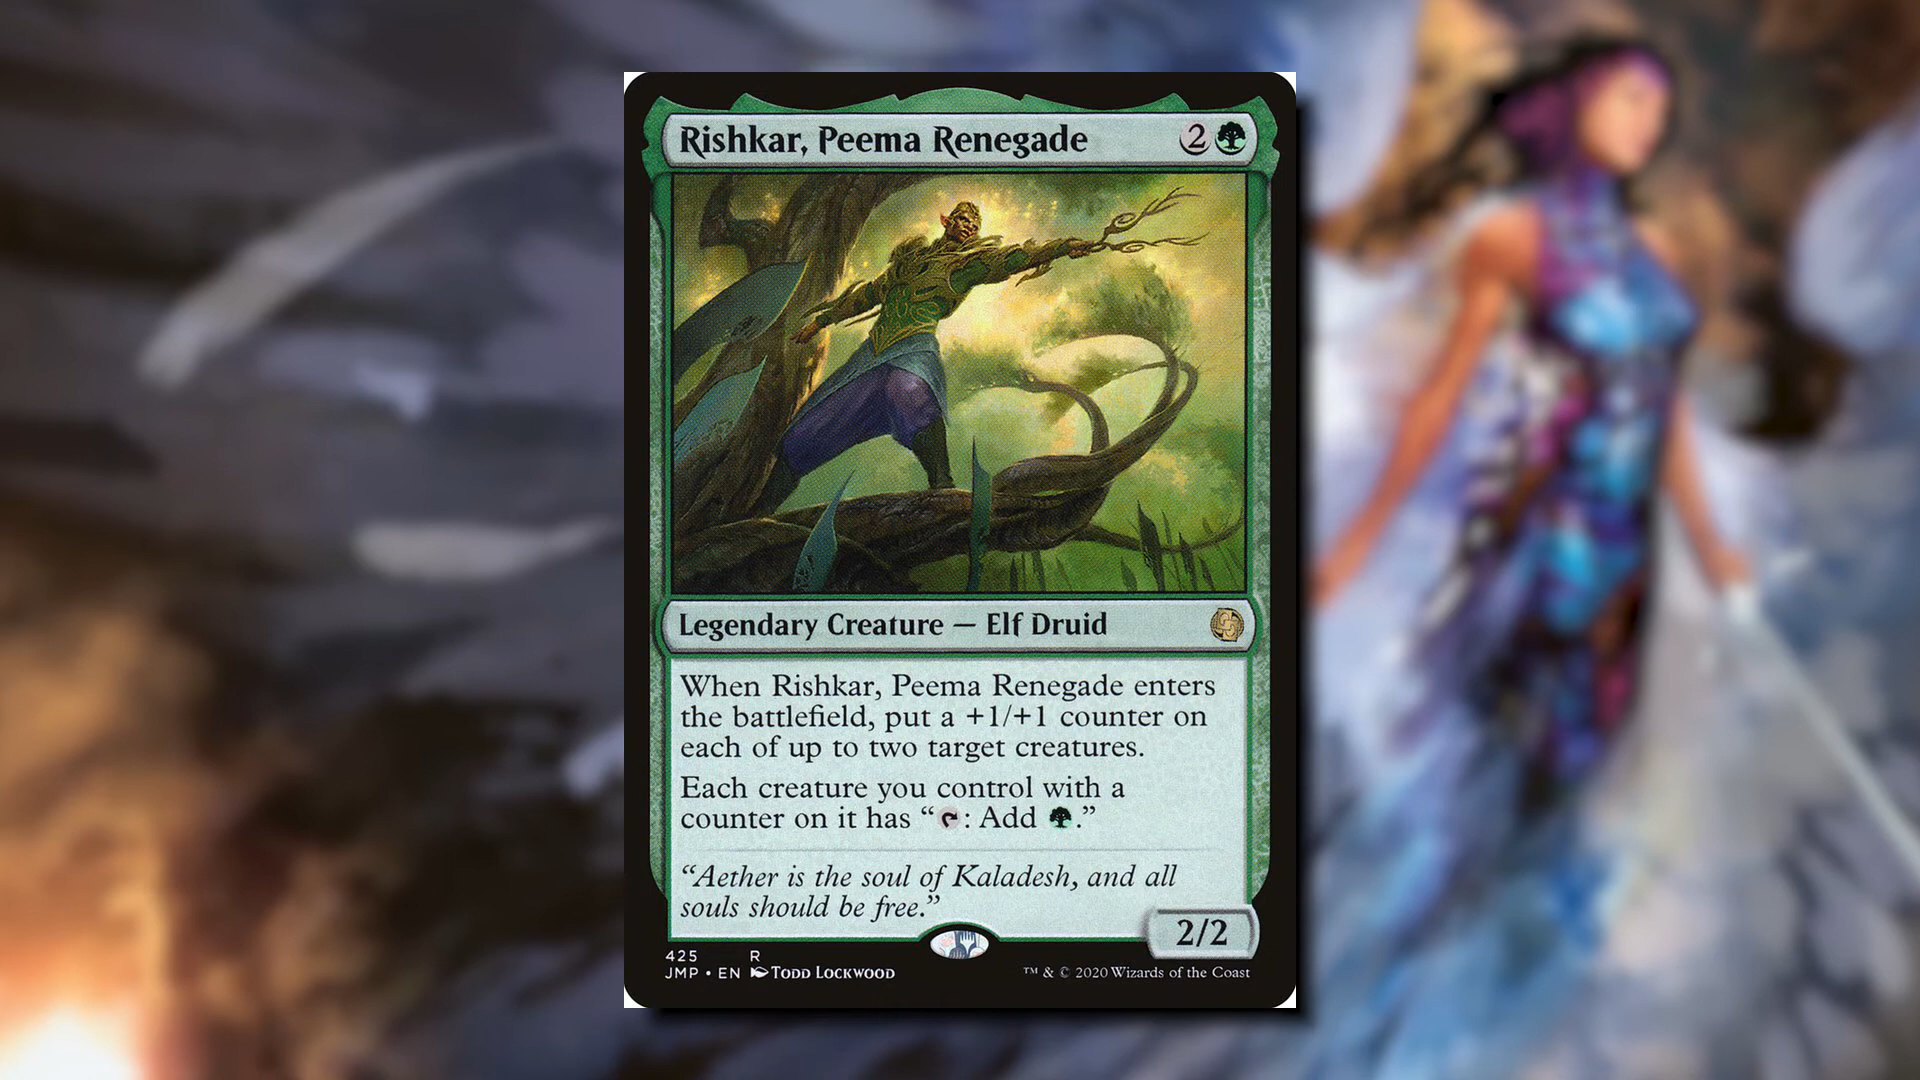 Rishkar, Peema Renegade 2
Legendary Creature — Elf Druid
When Rishkar, Peema Renegade enters
the battlefield, put a +1/+1 counter on
each of up to two target creatures.
Each creature you control with a
counter on it has “: Add .”
“Aether is the soul of Kaladesh, and all
souls should be free.”
2/2
425 R
JMP • EN Todd Lockwood
™ & © 2020 Wizards of the Coast